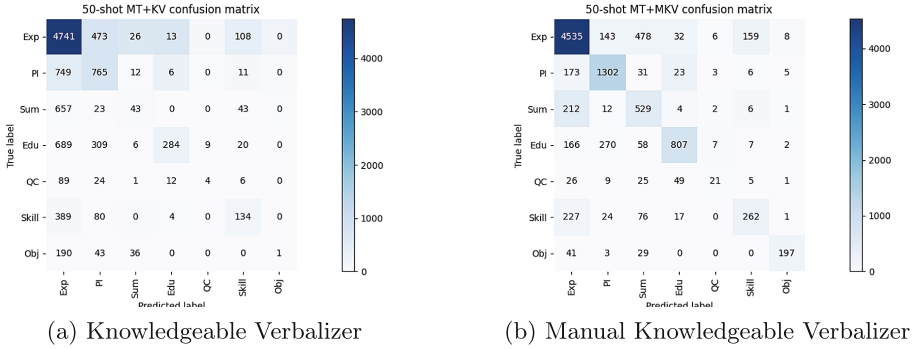 50-shot MT+KV confusion matrix
True label
Exp 4741 473 26 13 0 108 0
PI 749 765 12 6 0 11 0
Sum 657 23 43 0 0 43 0
Edu 689 309 6 284 9 20 0
QC 89 24 1 12 4 6 0
Skill 389 80 0 4 0 134 0
Obj 190 43 36 0 0 0 1
Exp PI Sum Edu QC Skill Obj
Predicted label
4000
3000
2000
1000
0
(a) Knowledgeable Verbalizer
50-shot MT+MKV confusion matrix
True label
Exp 4535 143 478 32 6 159 8
PI 173 1302 31 23 3 6 5
Sum 212 12 529 4 2 6 1
Edu 166 270 58 807 7 7 2
QC 26 9 25 49 21 5 1
Skill 227 24 76 17 0 262 1
Obj 41 3 29 0 0 0 197
Exp PI Sum Edu QC Skill Obj
Predicted label
4000
3000
2000
1000
0
(b) Manual Knowledgeable Verbalizer